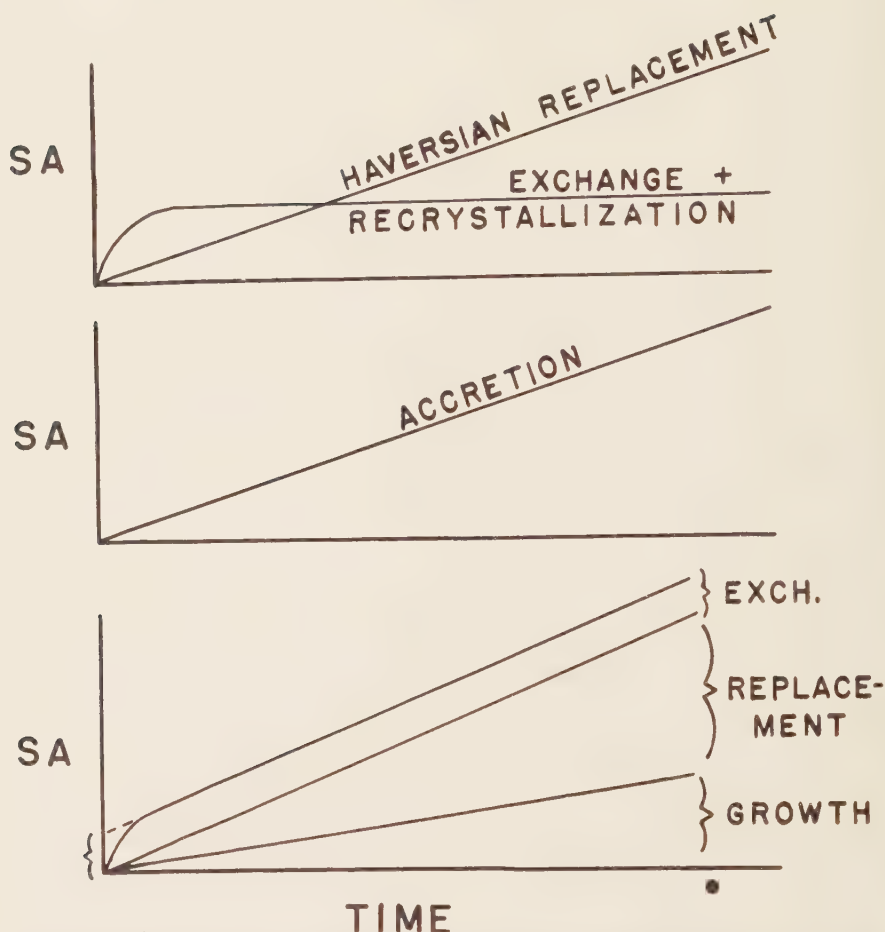 SA
HAVERSIAN REPLACEMENT
EXCHANGE +
RECRYSTALLIZATION
SA
ACCRETION
SA
EXCH.
REPLACE-
MENT
GROWTH
TIME